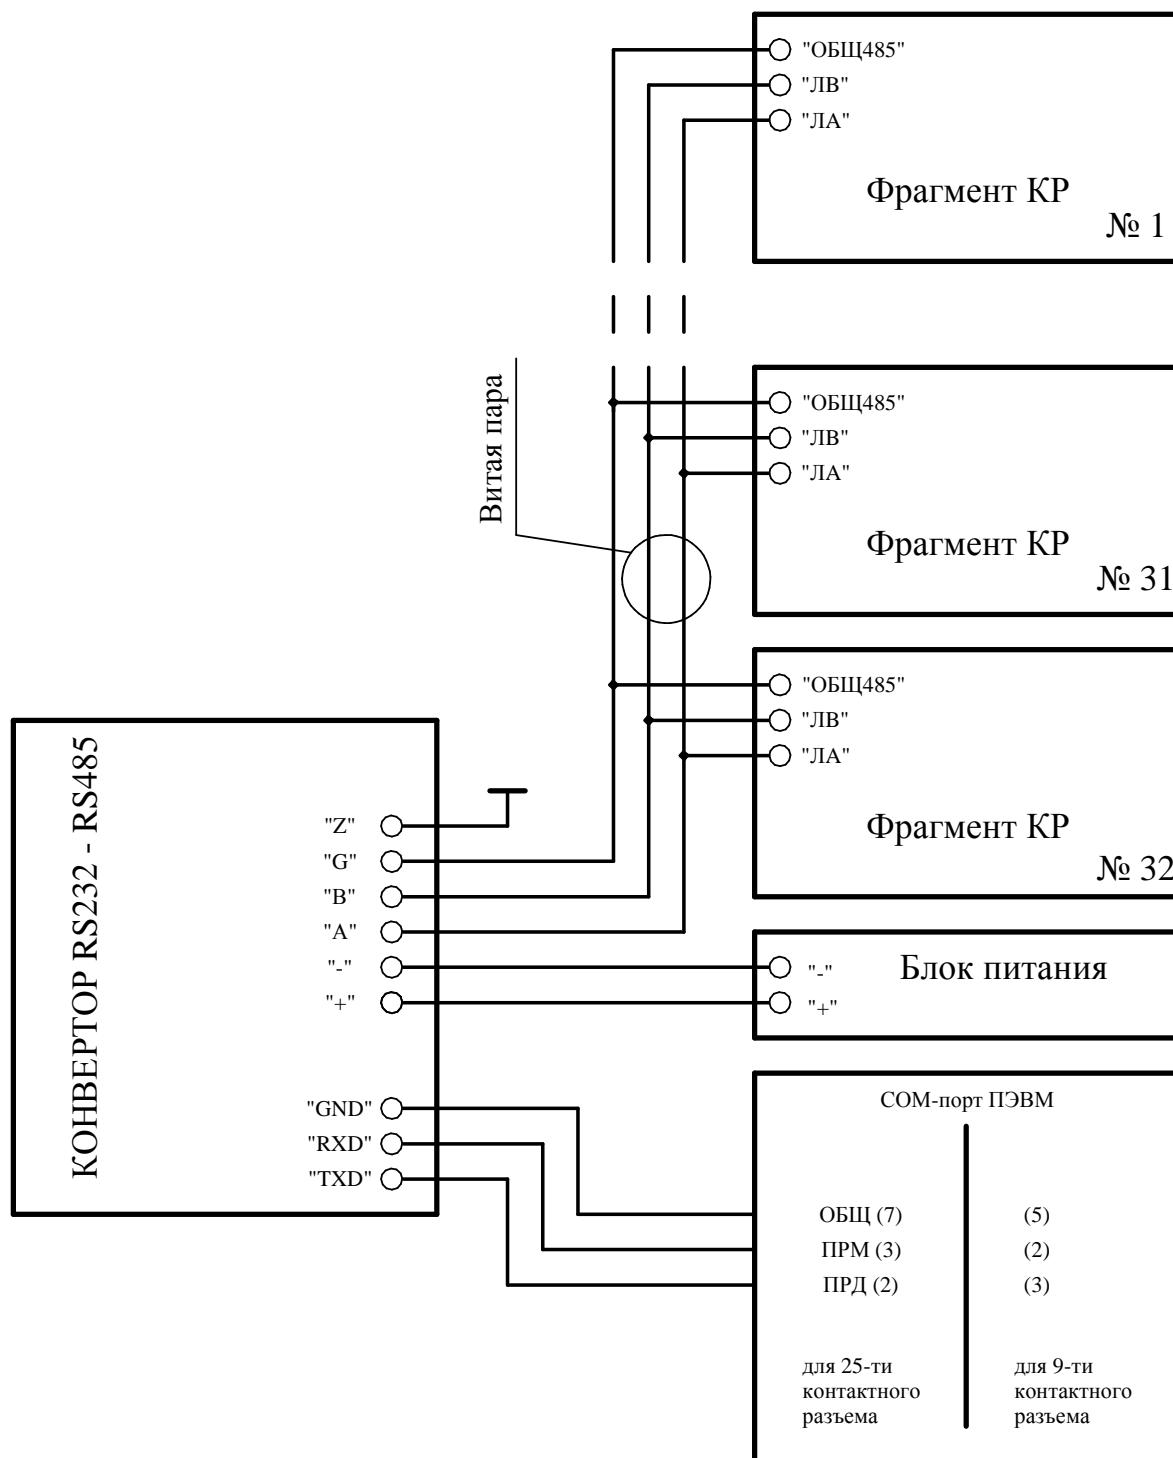 "ОБЩ485"
"ЛВ"
"ЛА"
Фрагмент КР
№ 1
Витая пара
"ОБЩ485"
"ЛВ"
"ЛА"
Фрагмент КР
№ 31
"ОБЩ485"
"ЛВ"
"ЛА"
Фрагмент КР
№ 32
КОНВЕРТОР RS232 - RS485
"Z"
"G"
"B"
"A"
"-"
"+"
"GND"
"RXD"
"TXD"
"-"
Блок питания
"+"
COM-порт ПЭВМ
ОБЩ (7) (5)
ПРМ (3) (2)
ПРД (2) (3)
для 25-ти
контактного
разъема
для 9-ти
контактного
разъема